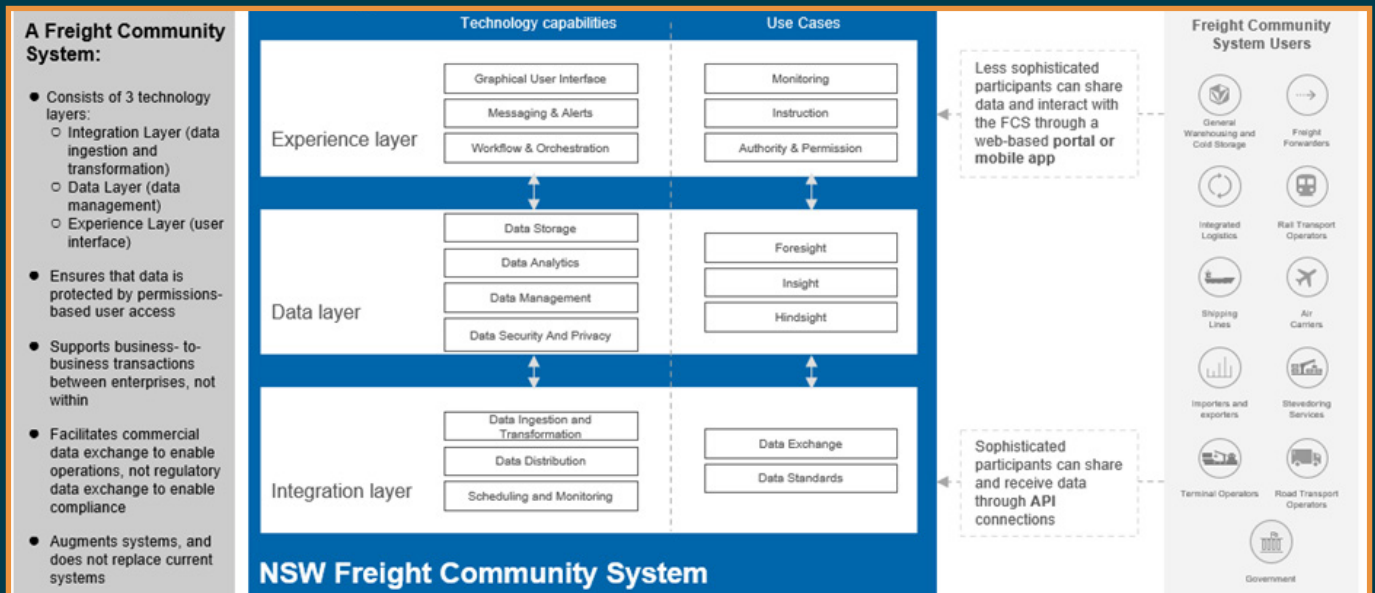 A Freight Community
System:
● Consists of 3 technology
layers:
○ Integration Layer (data
ingestion and
transformation)
○ Data Layer (data
management)
○ Experience Layer (user
interface)
● Ensures that data is
protected by permissions-
based user access
● Supports business- to-
business transactions
between enterprises, not
within
● Facilitates commercial
data exchange to enable
operations, not regulatory
data exchange to enable
compliance
● Augments systems, and
does not replace current
systems
Technology capabilities
Use Cases
Experience layer
Graphical User Interface
Messaging & Alerts
Workflow & Orchestration
Monitoring
Instruction
Authority & Permission
Data layer
Data Storage
Data Analytics
Data Management
Data Security And Privacy
Foresight
Insight
Hindsight
Integration layer
Data Ingestion and
Transformation
Data Distribution
Scheduling and Monitoring
Data Exchange
Data Standards
NSW Freight Community System
Less sophisticated
participants can share
data and interact with
the FCS through a
web-based portal or
mobile app
Sophisticated
participants can share
and receive data
through API
connections
Freight Community
System Users
General
Warehousing and
Cold Storage
Freight
Forwarders
Integrated
Logistics
Rail Transport
Operators
Shipping
Lines
Air
Carriers
Importers and
exporters
Stevedoring
Services
Terminal Operators
Road Transport
Operators
Government